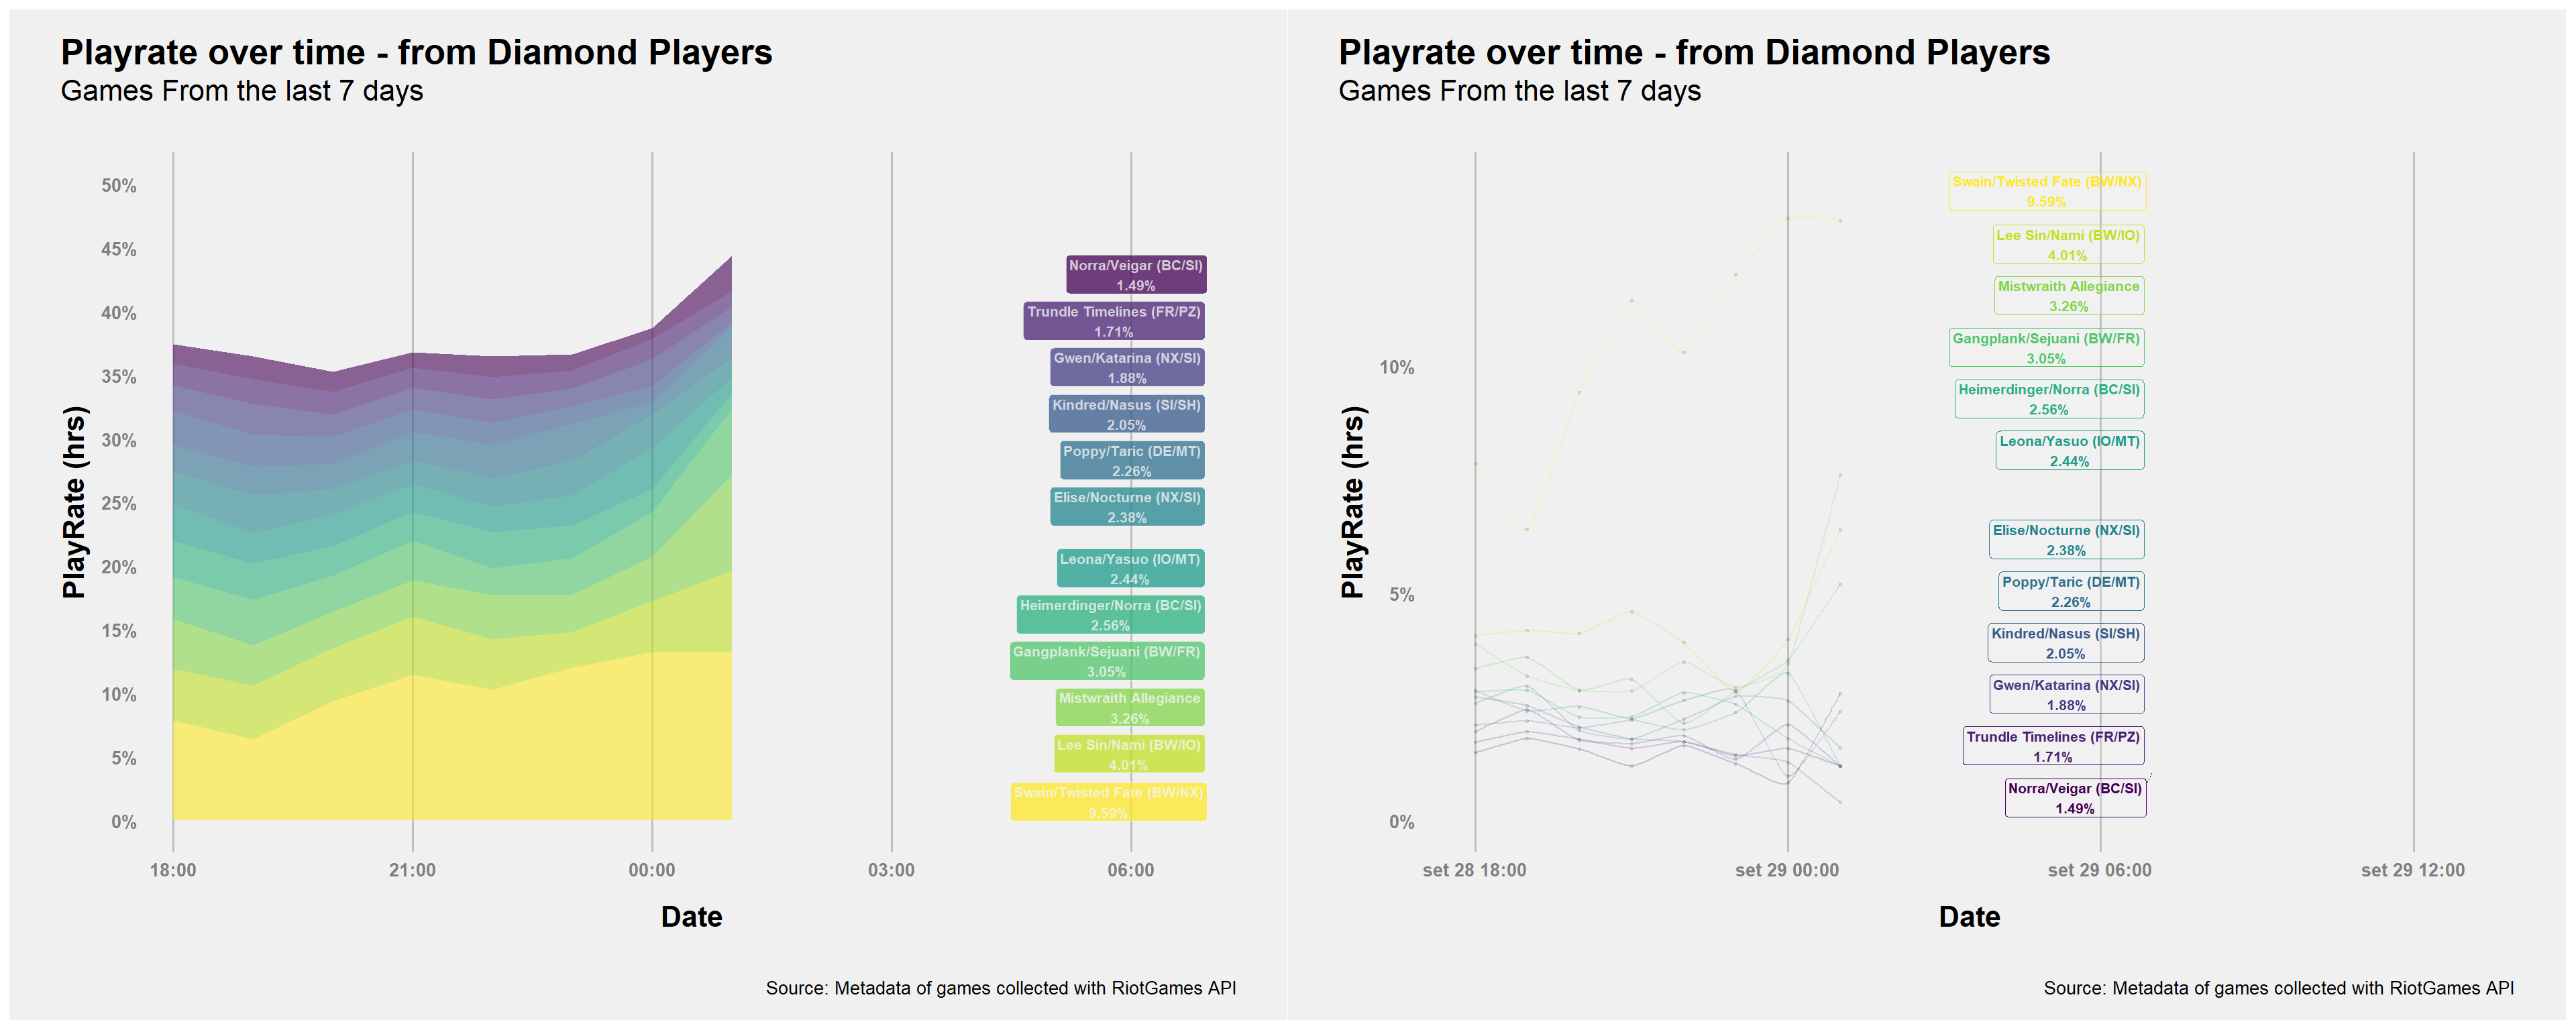 Playrate over time - from Diamond Players
Games From the last 7 days
PlayRate (hrs)
50%
45%
40%
35%
30%
25%
20%
15%
10%
5%
0%
Norra/Veigar (BC/SI)
1.49%
Trundle Timelines (FR/PZ)
1.71%
Gwen/Katarina (NX/SI)
1.88%
Kindred/Nasus (SI/SH)
2.05%
Poppy/Taric (DE/MT)
2.26%
Elise/Nocturne (NX/SI)
2.38%
Leona/Yasuo (IO/MT)
2.44%
Heimerdinger/Norra (BC/SI)
2.56%
Gangplank/Sejuani (BW/FR)
3.05%
Mistwraith Allegiance
3.26%
Lee Sin/Nami (BW/IO)
4.01%
Swain/Twisted Fate (BW/NX)
9.59%
18:00
21:00
00:00
03:00
06:00
Date
Source: Metadata of games collected with RiotGames API
Playrate over time - from Diamond Players
Games From the last 7 days
PlayRate (hrs)
10%
5%
0%
Swain/Twisted Fate (BW/NX)
9.59%
Lee Sin/Nami (BW/IO)
4.01%
Mistwraith Allegiance
3.26%
Gangplank/Sejuani (BW/FR)
3.05%
Heimerdinger/Norra (BC/SI)
2.56%
Leona/Yasuo (IO/MT)
2.44%
Elise/Nocturne (NX/SI)
2.38%
Poppy/Taric (DE/MT)
2.26%
Kindred/Nasus (SI/SH)
2.05%
Gwen/Katarina (NX/SI)
1.88%
Trundle Timelines (FR/PZ)
1.71%
Norra/Veigar (BC/SI)
1.49%
set 28 18:00
set 29 00:00
set 29 06:00
set 29 12:00
Date
Source: Metadata of games collected with RiotGames API